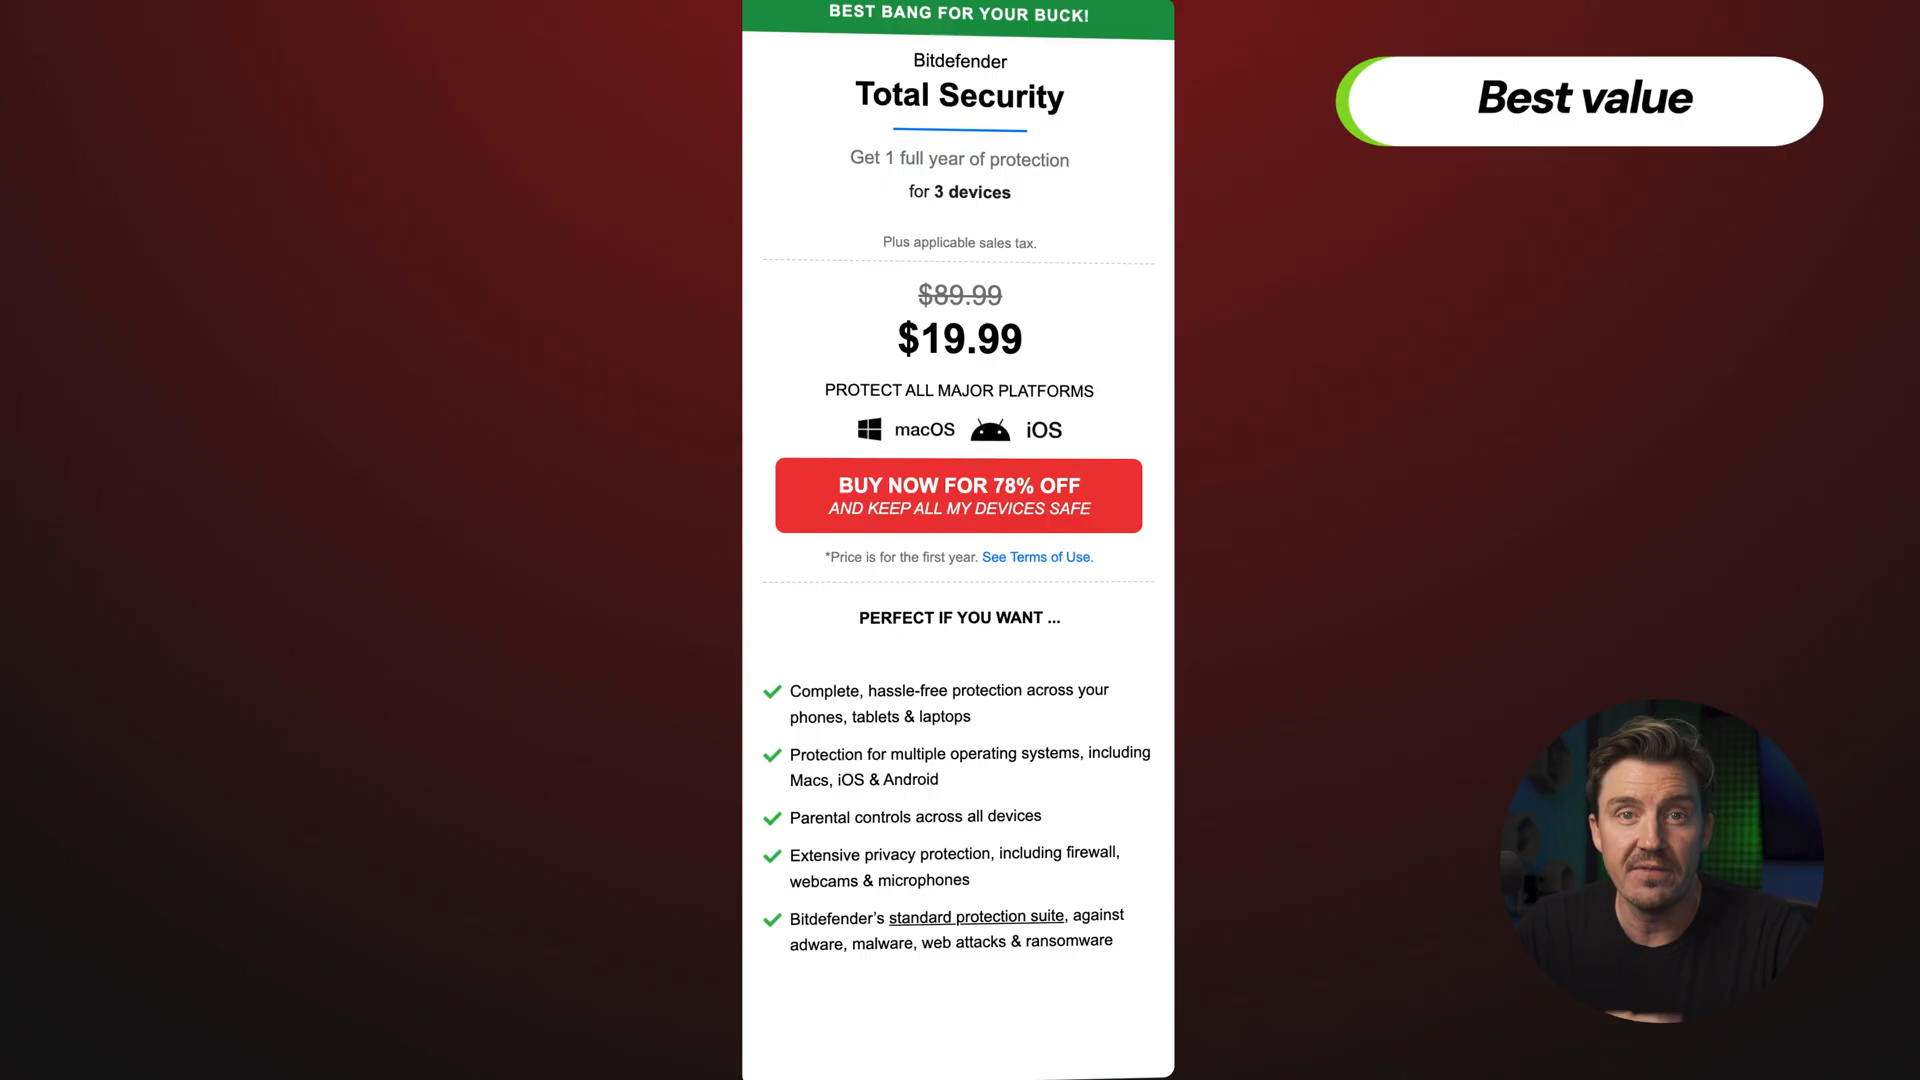 BEST BANG FOR YOUR BUCK!
Best value
Bitdefender
Total Security
Get 1 full year of protection
for 3 devices
Plus applicable sales tax.
$89.99
$19.99
PROTECT ALL MAJOR PLATFORMS
macOS iOS
BUY NOW FOR 78% OFF
AND KEEP ALL MY DEVICES SAFE
*Price is for the first year. See Terms of Use.
PERFECT IF YOU WANT ...
Complete, hassle-free protection across your
phones, tablets & laptops
Protection for multiple operating systems, including
Macs, iOS & Android
Parental controls across all devices
Extensive privacy protection, including firewall,
webcams & microphones
Bitdefender’s standard protection suite, against
adware, malware, web attacks & ransomware